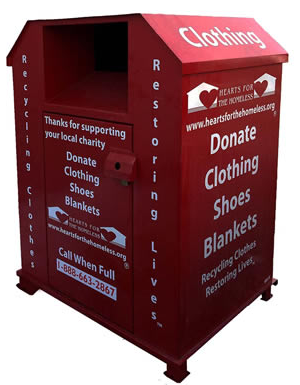 Clothing
Recycling Clothes
Restoring Lives™
Thanks for supporting
your local charity
Donate
Clothing
Shoes
Blankets
HEARTS FOR
THE HOMELESS
www.heartsforthehomeless.org
Call When Full
1-888-663-2867
HEARTS FOR
THE HOMELESS
www.heartsforthehomeless.org
Donate
Clothing
Shoes
Blankets
Recycling Clothes
Restoring Lives